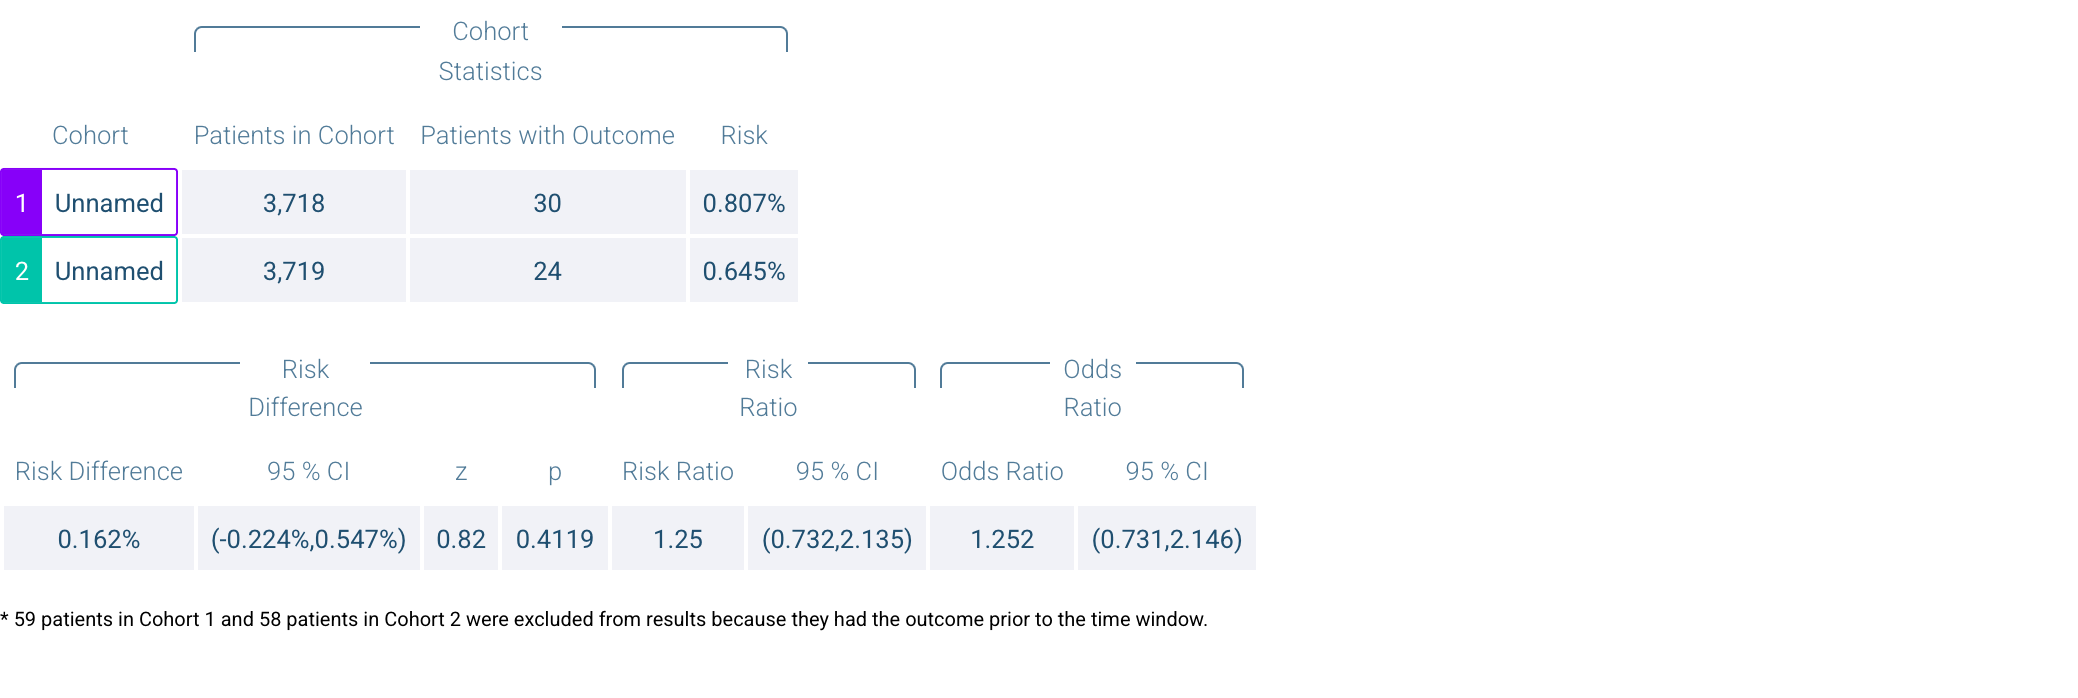 Cohort
Statistics
Cohort Patients in Cohort Patients with Outcome Risk
1 Unnamed 3,718 30 0.807%
2 Unnamed 3,719 24 0.645%
Risk Risk Odds
Difference Ratio Ratio
Risk Difference 95 % CI z p Risk Ratio 95 % CI Odds Ratio 95 % CI
0.162% (-0.224%,0.547%) 0.82 0.4119 1.25 (0.732,2.135) 1.252 (0.731,2.146)
* 59 patients in Cohort 1 and 58 patients in Cohort 2 were excluded from results because they had the outcome prior to the time window.